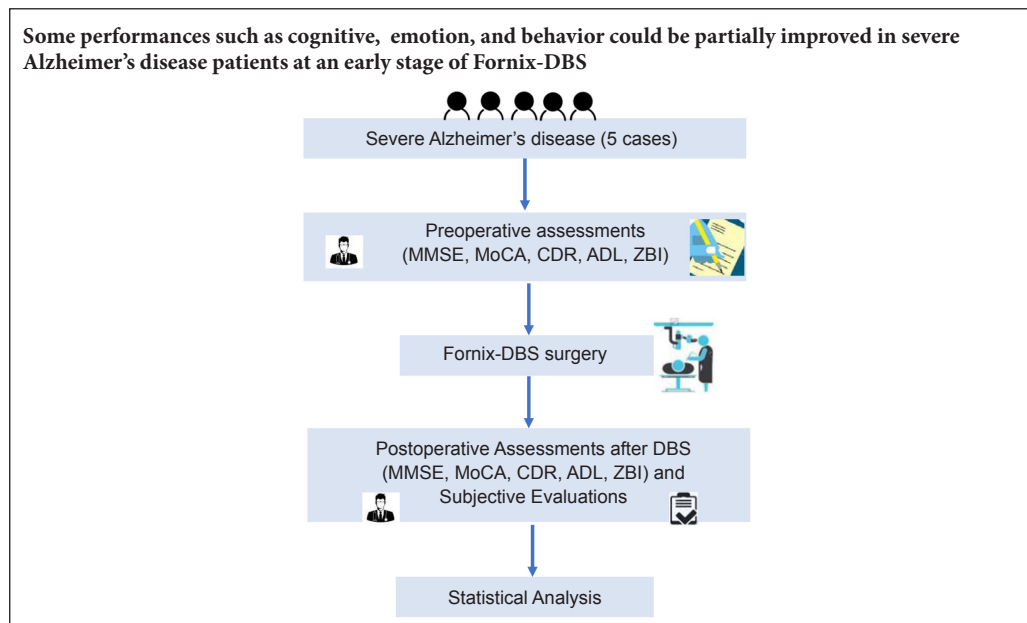 Some performances such as cognitive, emotion, and behavior could be partially improved in severe
Alzheimer’s disease patients at an early stage of Fornix-DBS
Severe Alzheimer’s disease (5 cases)
Preoperative assessments
(MMSE, MoCA, CDR, ADL, ZBI)
Fornix-DBS surgery
Postoperative Assessments after DBS
(MMSE, MoCA, CDR, ADL, ZBI) and
Subjective Evaluations
Statistical Analysis